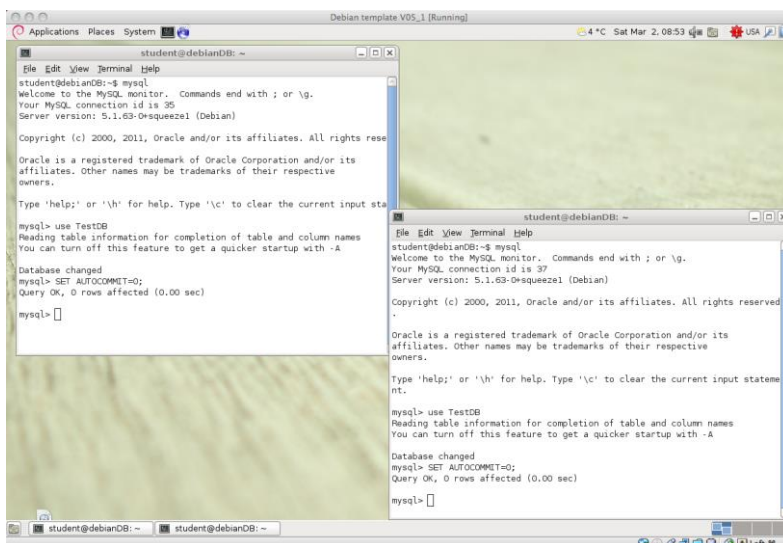 Debian template V05_1 [Running]
Applications Places System
4 °C Sat Mar 2, 08:53
USA
student@debianDB: ~
File Edit View Terminal Help
student@debianDB:~$ mysql
Welcome to the MySQL monitor. Commands end with ; or \g.
Your MySQL connection id is 35
Server version: 5.1.63-0+squeeze1 (Debian)
Copyright (c) 2000, 2011, Oracle and/or its affiliates. All rights rese
Oracle is a registered trademark of Oracle Corporation and/or its
affiliates. Other names may be trademarks of their respective
owners.
Type 'help;' or '\h' for help. Type '\c' to clear the current input sta
mysql> use TestDB
Reading table information for completion of table and column names
You can turn off this feature to get a quicker startup with -A
Database changed
mysql> SET AUTOCOMMIT=0;
Query OK, 0 rows affected (0.00 sec)
mysql>
student@debianDB: ~
File Edit View Terminal Help
student@debianDB:~$ mysql
Welcome to the MySQL monitor. Commands end with ; or \g.
Your MySQL connection id is 37
Server version: 5.1.63-0+squeeze1 (Debian)
Copyright (c) 2000, 2011, Oracle and/or its affiliates. All rights reserved
.
Oracle is a registered trademark of Oracle Corporation and/or its
affiliates. Other names may be trademarks of their respective
owners.
Type 'help;' or '\h' for help. Type '\c' to clear the current input stateme
nt.
mysql> use TestDB
Reading table information for completion of table and column names
You can turn off this feature to get a quicker startup with -A
Database changed
mysql> SET AUTOCOMMIT=0;
Query OK, 0 rows affected (0.00 sec)
mysql>
student@debianDB: ~
student@debianDB: ~